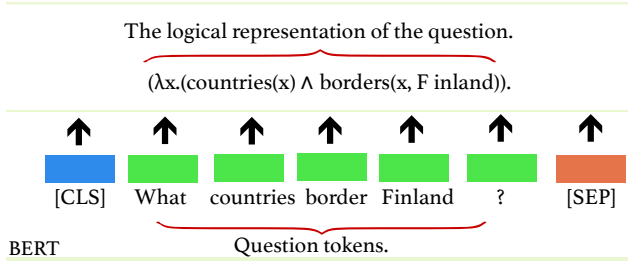 The logical representation of the question.
(λx.(countries(x) ∧ borders(x, F inland)).
[CLS] What countries border Finland ? [SEP]
BERT Question tokens.